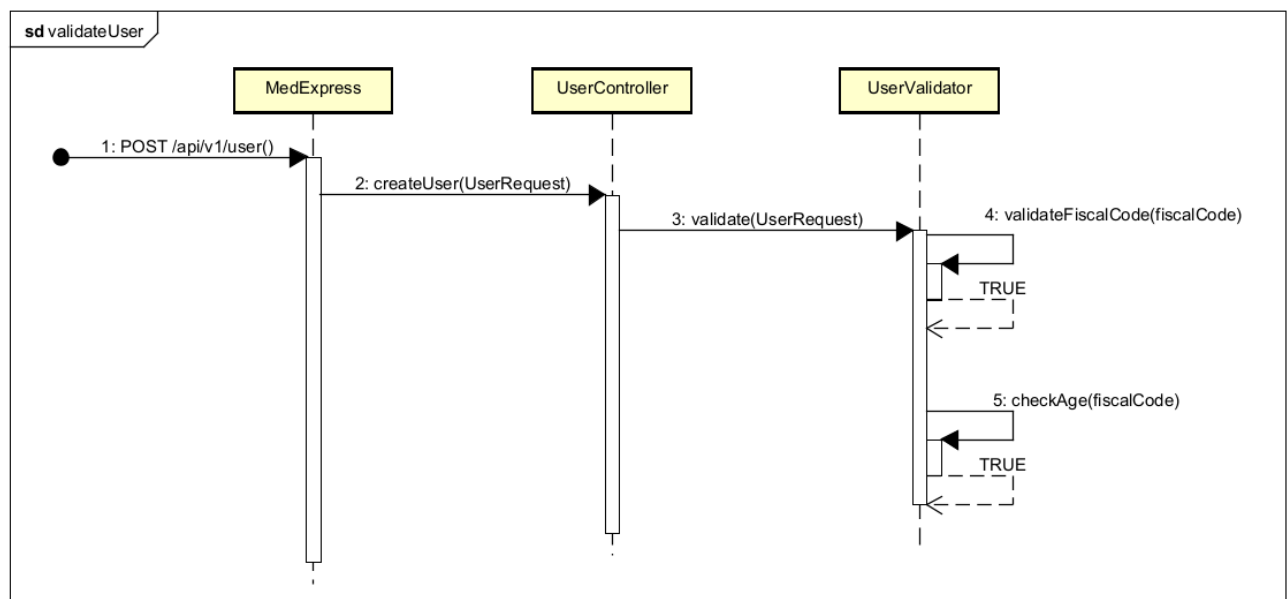 sd validateUser
MedExpress
UserController
UserValidator
1: POST /api/v1/user()
2: createUser(UserRequest)
3: validate(UserRequest)
4: validateFiscalCode(fiscalCode)
TRUE
5: checkAge(fiscalCode)
TRUE